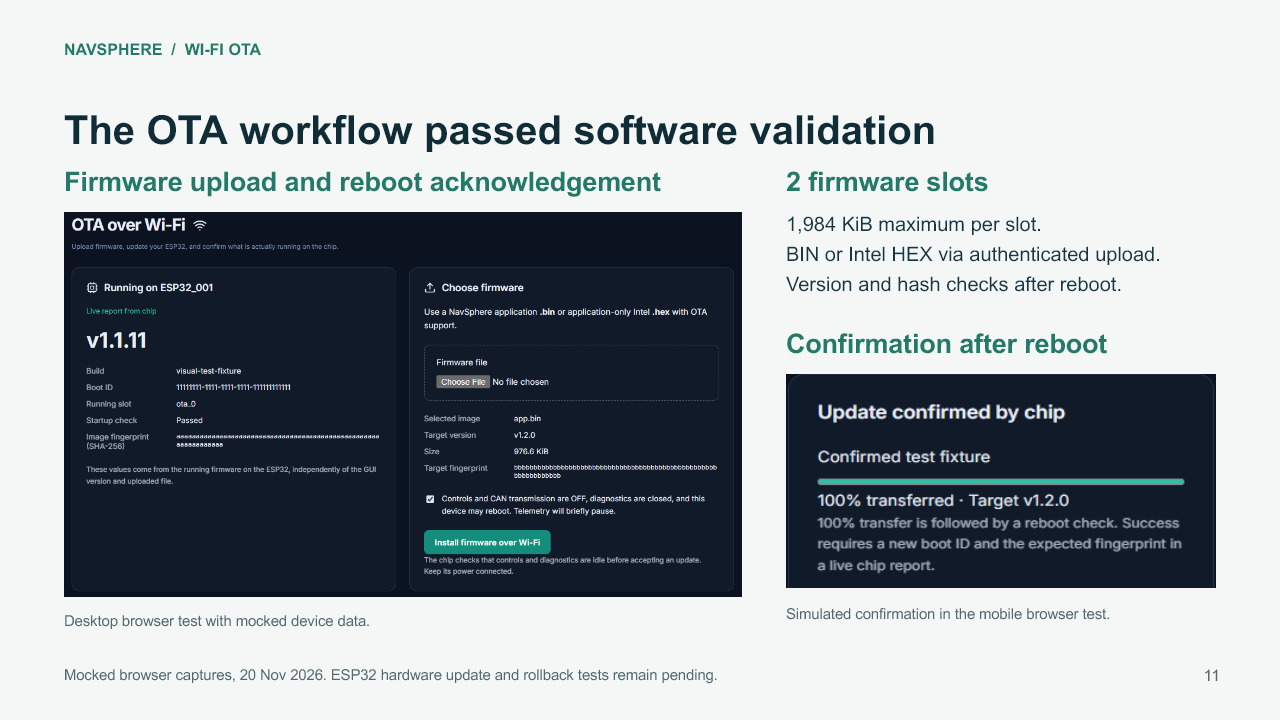 NAVSPHERE / WI-FI OTA
The OTA workflow passed software validation
Firmware upload and reboot acknowledgement
OTA over Wi-Fi
Upload firmware, update your ESP32, and confirm what is actually running on the chip.
Running on ESP32_001
Live report from chip
v1.1.11
Build visual-test-fixture
Boot ID 11111111-1111-1111-1111-111111111111
Running slot ota_0
Startup check Passed
Image fingerprint
(SHA-256)
These values come from the running firmware on the ESP32, independently of the GUI
version and uploaded file.
Choose firmware
Use a NavSphere application .bin or application-only Intel .hex with OTA
support.
Firmware file
Choose File No file chosen
Selected image app.bin
Target version v1.2.0
Size 976.6 KiB
Target fingerprint
Controls and CAN transmission are OFF, diagnostics are closed, and this
device may reboot. Telemetry will briefly pause.
Install firmware over Wi-Fi
The chip checks that controls and diagnostics are idle before accepting an update.
Keep its power connected.
Desktop browser test with mocked device data.
2 firmware slots
1,984 KiB maximum per slot.
BIN or Intel HEX via authenticated upload.
Version and hash checks after reboot.
Confirmation after reboot
Update confirmed by chip
Confirmed test fixture
100% transferred · Target v1.2.0
100% transfer is followed by a reboot check. Success
requires a new boot ID and the expected fingerprint in
a live chip report.
Simulated confirmation in the mobile browser test.
Mocked browser captures, 20 Nov 2026. ESP32 hardware update and rollback tests remain pending.
11